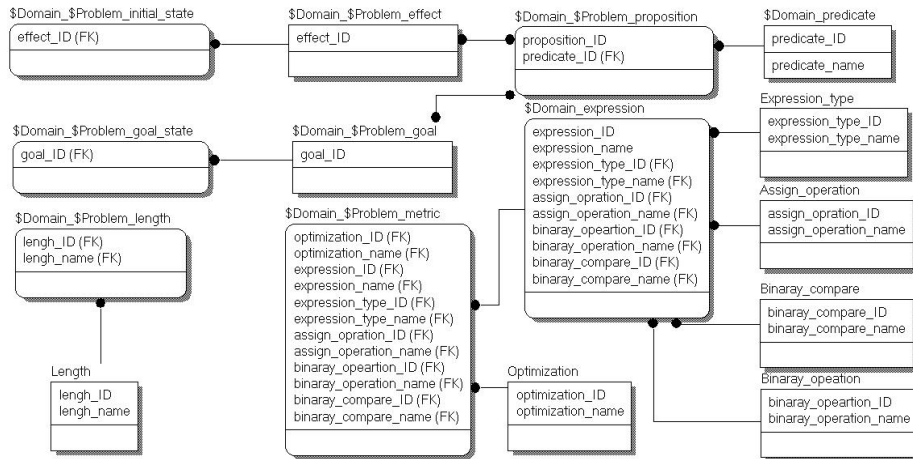 $Domain_$Problem_initial_state
effect_ID (FK)
$Domain_$Problem_effect
effect_ID
$Domain_$Problem_proposition
proposition_ID
predicate_ID (FK)
$Domain_predicate
predicate_ID
predicate_name
$Domain_$Problem_goal_state
goal_ID (FK)
$Domain_$Problem_goal
goal_ID
$Domain_expression
expression_ID
expression_name
expression_type_ID (FK)
expression_type_name (FK)
assign_opration_ID (FK)
assign_operation_name (FK)
binaray_opeartion_ID (FK)
binaray_operation_name (FK)
binaray_compare_ID (FK)
binaray_compare_name (FK)
Expression_type
expression_type_ID
expression_type_name
Assign_operation
assign_opration_ID
assign_operation_name
$Domain_$Problem_length
lengh_ID (FK)
lengh_name (FK)
$Domain_$Problem_metric
optimization_ID (FK)
optimization_name (FK)
expression_ID (FK)
expression_name (FK)
expression_type_ID (FK)
expression_type_name (FK)
assign_opration_ID (FK)
assign_operation_name (FK)
binaray_opeartion_ID (FK)
binaray_operation_name (FK)
binaray_compare_ID (FK)
binaray_compare_name (FK)
Binaray_compare
binaray_compare_ID
binaray_compare_name
Length
lengh_ID
lengh_name
Optimization
optimization_ID
optimization_name
Binaray_opeation
binaray_opeartion_ID
binaray_operation_name